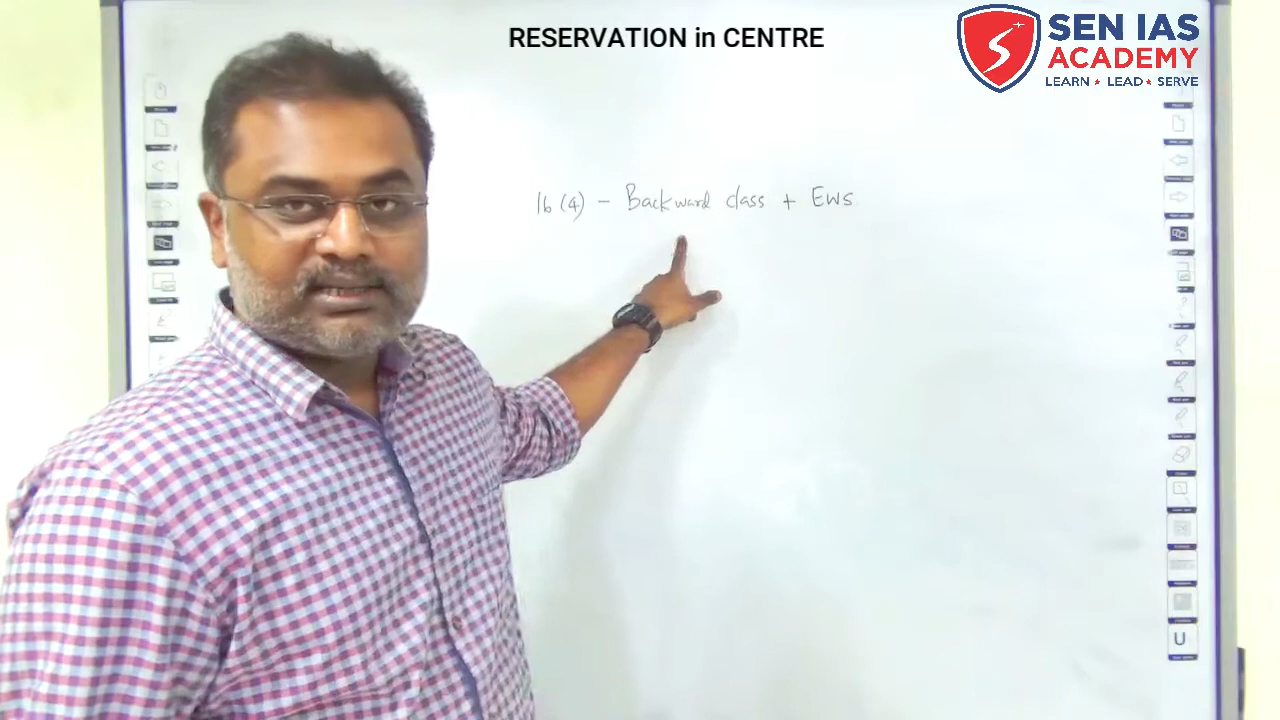 RESERVATION in CENTRE
SEN IAS
ACADEMY
LEARN ★ LEAD ★ SERVE
16 (4) - Backward class + EWS
U